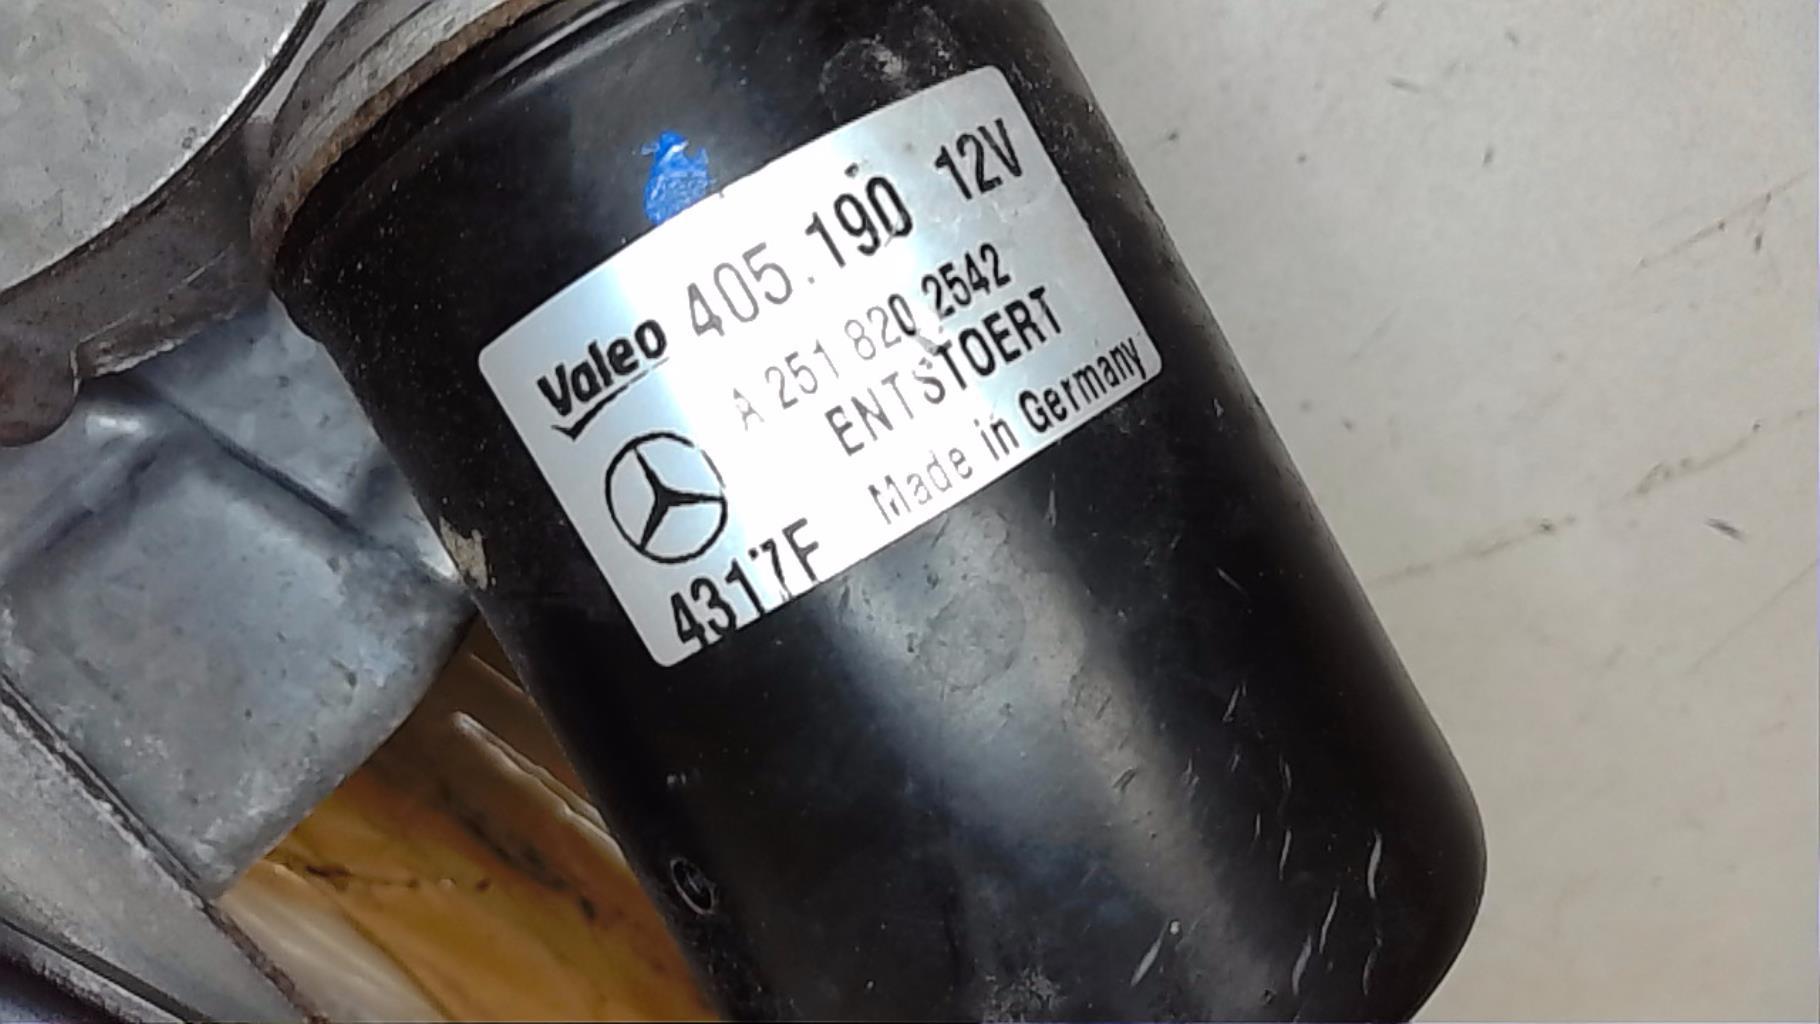 Valeo 405.190 12V
A 251 820 2542
ENTSTOERT
Made in Germany
4317F